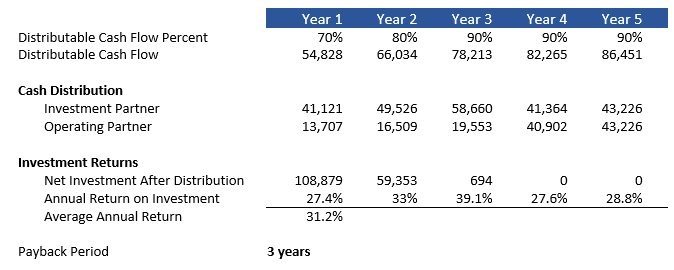 Year 1 Year 2 Year 3 Year 4 Year 5
Distributable Cash Flow Percent 70% 80% 90% 90% 90%
Distributable Cash Flow 54,828 66,034 78,213 82,265 86,451
Cash Distribution
Investment Partner 41,121 49,526 58,660 41,364 43,226
Operating Partner 13,707 16,509 19,553 40,902 43,226
Investment Returns
Net Investment After Distribution 108,879 59,353 694 0 0
Annual Return on Investment 27.4% 33% 39.1% 27.6% 28.8%
Average Annual Return 31.2%
Payback Period 3 years